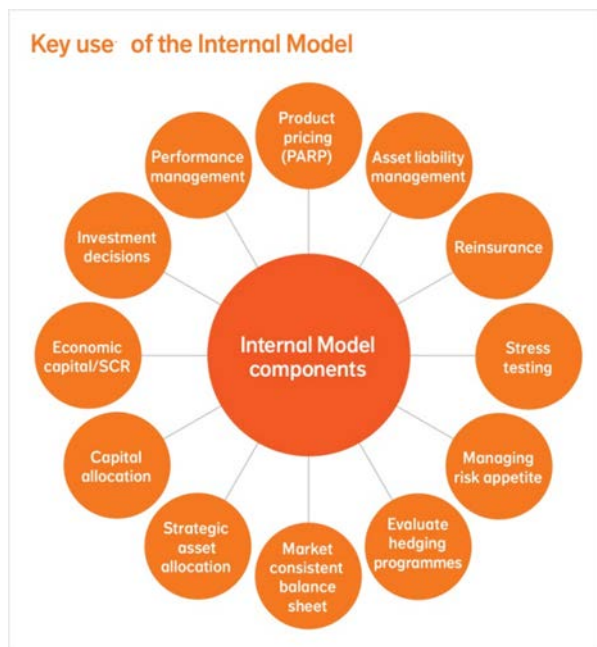 Key use of the Internal Model
Product
pricing
(PARP)
Asset liability
management
Reinsurance
Stress
testing
Managing
risk appetite
Evaluate
hedging
programmes
Market
consistent
balance
sheet
Strategic
asset
allocation
Capital
allocation
Economic
capital/SCR
Investment
decisions
Performance
management
Internal Model
components